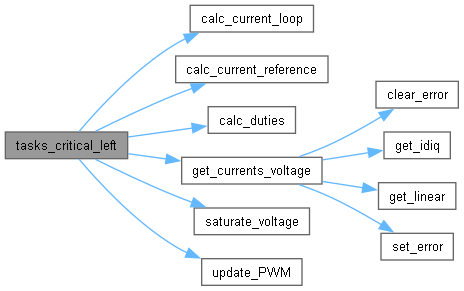 tasks_critical_left
calc_current_loop
calc_current_reference
calc_duties
get_currents_voltage
clear_error
get_idiq
get_linear
set_error
saturate_voltage
update_PWM